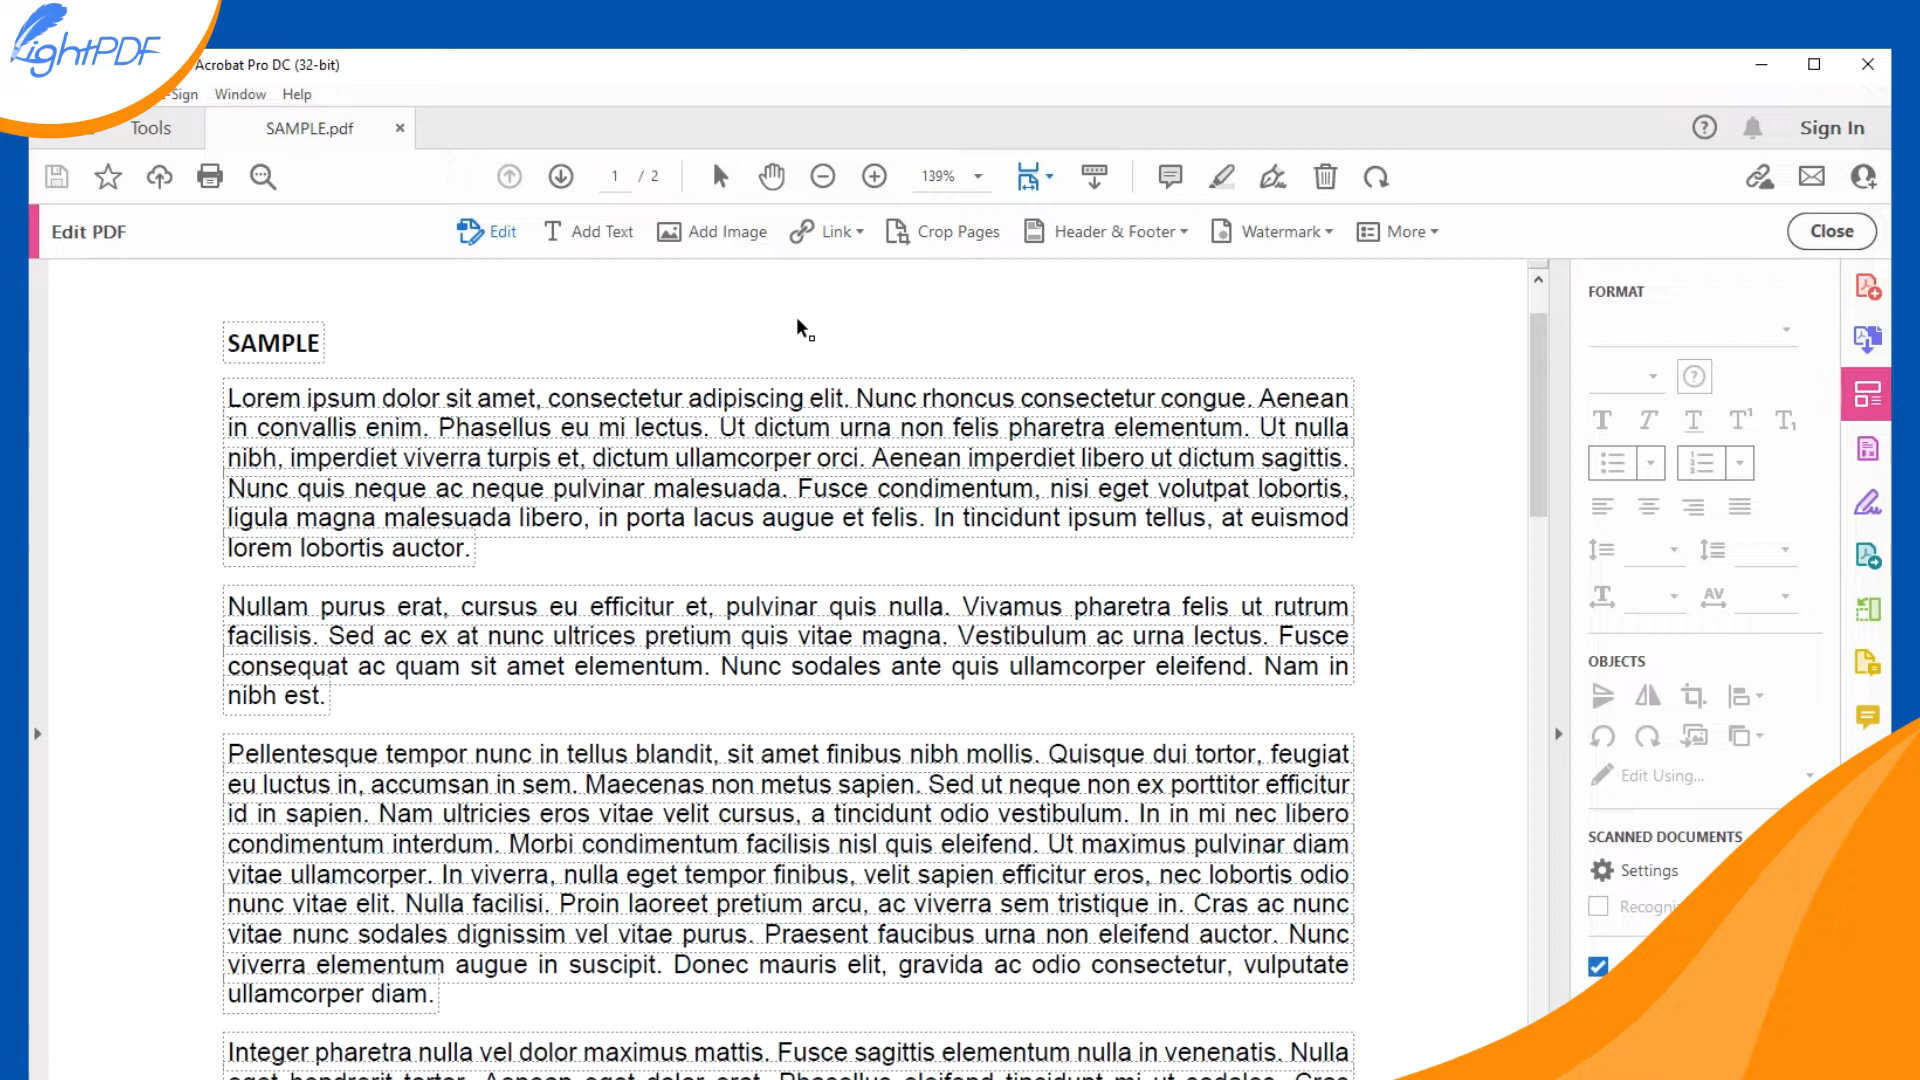 LightPDF
Acrobat Pro DC (32-bit)
-Sign Window Help
Tools SAMPLE.pdf Sign In
1 / 2 139%
Edit PDF Edit Add Text Add Image Link Crop Pages Header & Footer Watermark More Close
SAMPLE
Lorem ipsum dolor sit amet, consectetur adipiscing elit. Nunc rhoncus consectetur congue. Aenean
in convallis enim. Phasellus eu mi lectus. Ut dictum urna non felis pharetra elementum. Ut nulla
nibh, imperdiet viverra turpis et, dictum ullamcorper orci. Aenean imperdiet libero ut dictum sagittis.
Nunc quis neque ac neque pulvinar malesuada. Fusce condimentum, nisi eget volutpat lobortis,
ligula magna malesuada libero, in porta lacus augue et felis. In tincidunt ipsum tellus, at euismod
lorem lobortis auctor.
Nullam purus erat, cursus eu efficitur et, pulvinar quis nulla. Vivamus pharetra felis ut rutrum
facilisis. Sed ac ex at nunc ultrices pretium quis vitae magna. Vestibulum ac urna lectus. Fusce
consequat ac quam sit amet elementum. Nunc sodales ante quis ullamcorper eleifend. Nam in
nibh est.
Pellentesque tempor nunc in tellus blandit, sit amet finibus nibh mollis. Quisque dui tortor, feugiat
eu luctus in, accumsan in sem. Maecenas non metus sapien. Sed ut neque non ex porttitor efficitur
id in sapien. Nam ultricies eros vitae velit cursus, a tincidunt odio vestibulum. In in mi nec libero
condimentum interdum. Morbi condimentum facilisis nisl quis eleifend. Ut maximus pulvinar diam
vitae ullamcorper. In viverra, nulla eget tempor finibus, velit sapien efficitur eros, nec lobortis odio
nunc vitae elit. Nulla facilisi. Proin laoreet pretium arcu, ac viverra sem tristique in. Cras ac nunc
vitae nunc sodales dignissim vel vitae purus. Praesent faucibus urna non eleifend auctor. Nunc
viverra elementum augue in suscipit. Donec mauris elit, gravida ac odio consectetur, vulputate
ullamcorper diam.
Integer pharetra nulla vel dolor maximus mattis. Fusce sagittis elementum nulla in venenatis. Nulla
FORMAT
OBJECTS
Edit Using...
SCANNED DOCUMENTS
Settings
Recogni